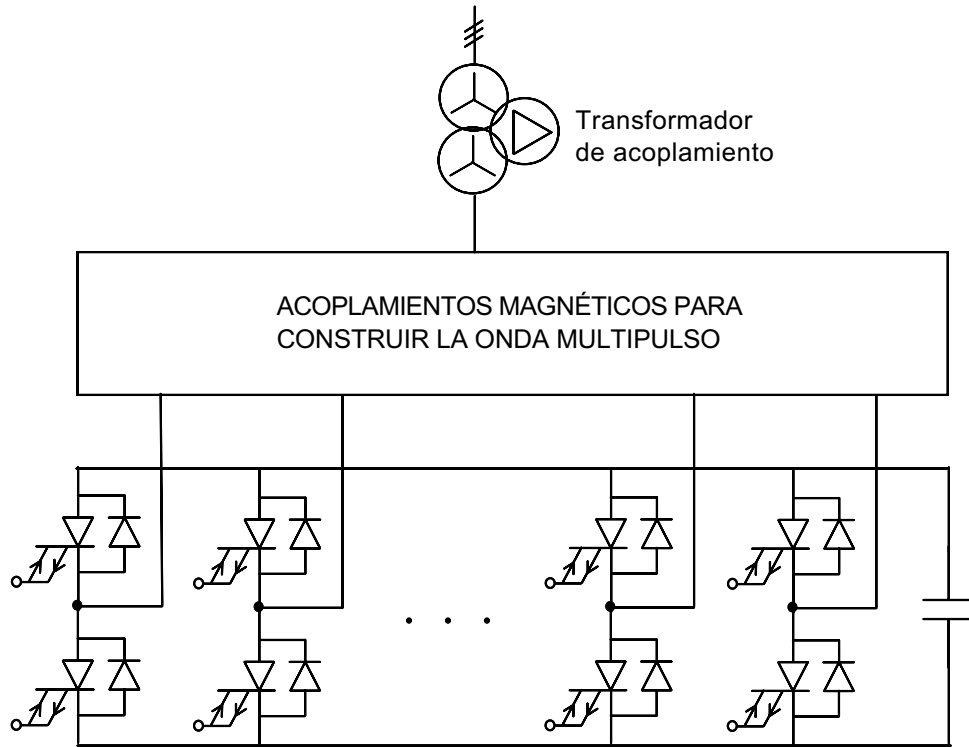 Transformador
de acoplamiento
ACOPLAMIENTOS MAGNÉTICOS PARA
CONSTRUIR LA ONDA MULTIPULSO